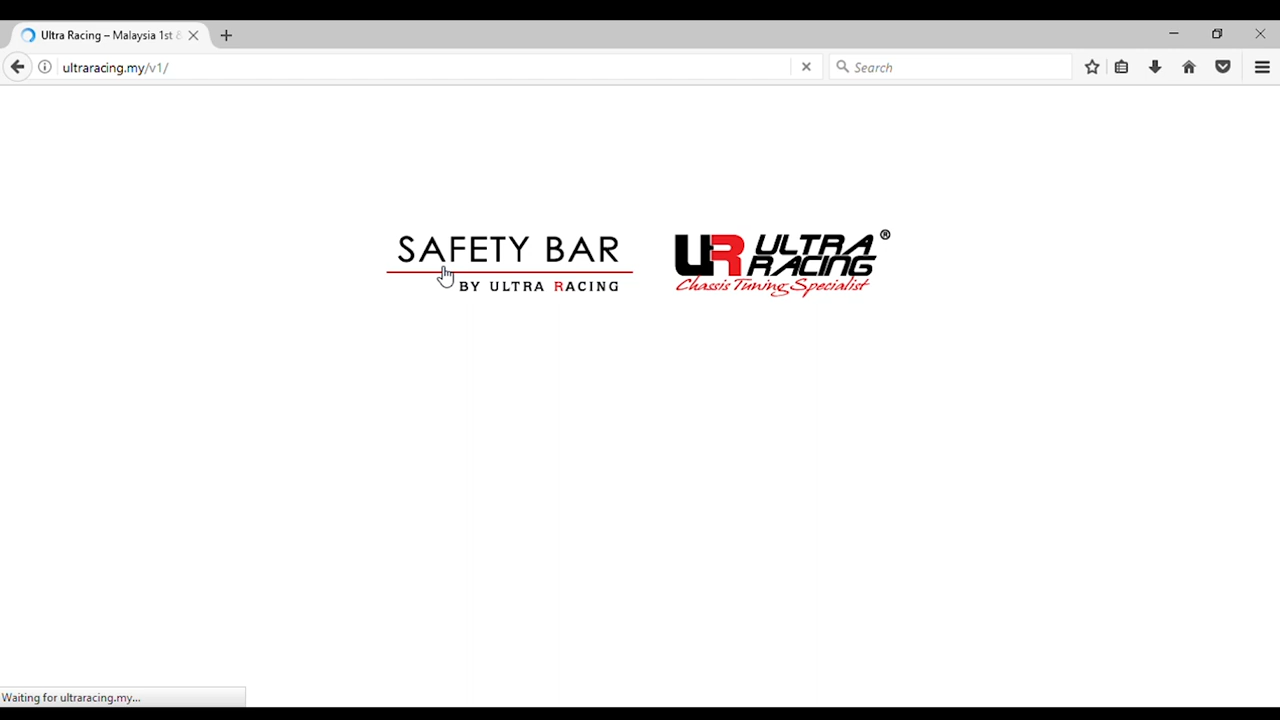 Ultra Racing – Malaysia 1st &
ultraracing.my/v1/
Search
SAFETY BAR
BY ULTRA RACING
UR ULTRA RACING ®
Chassis Tuning Specialist
Waiting for ultraracing.my...